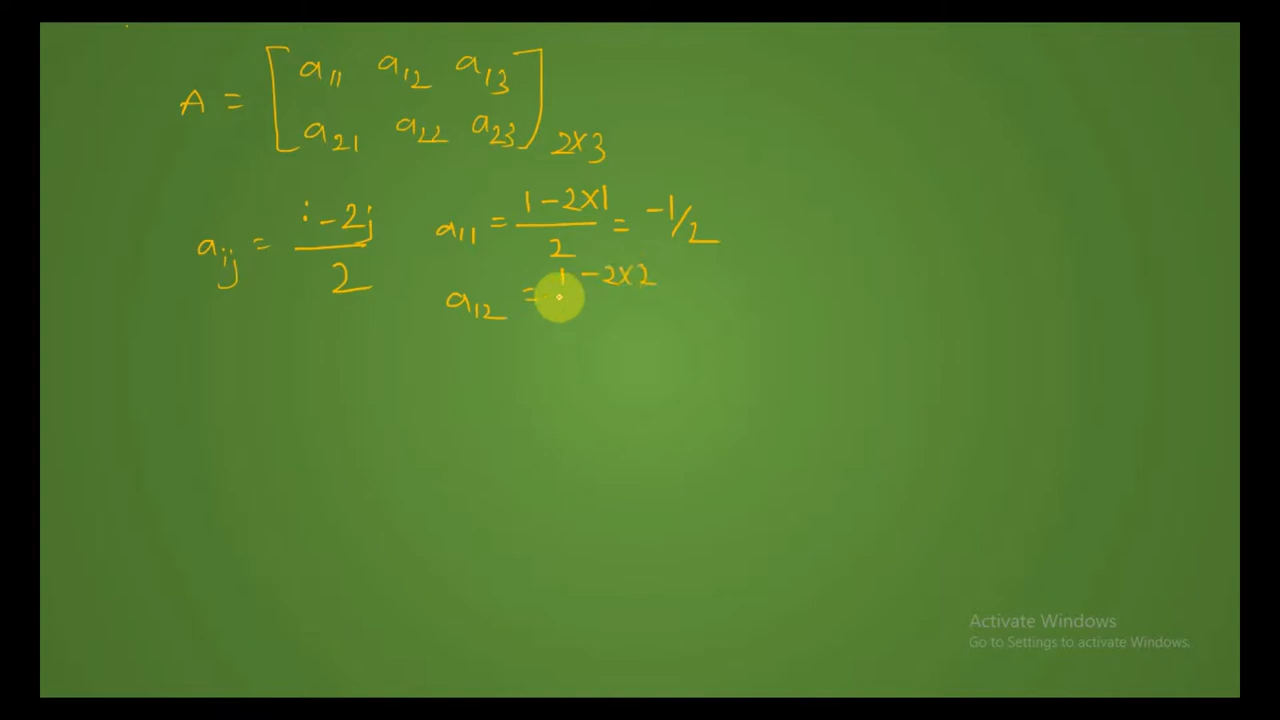 A = [ a11 a12 a13
a21 a22 a23 ] 2x3
aij = i - 2j / 2 a11 = 1 - 2x1 / 2 = -1/2
a12 = 1 - 2x2
Activate Windows
Go to Settings to activate Windows.